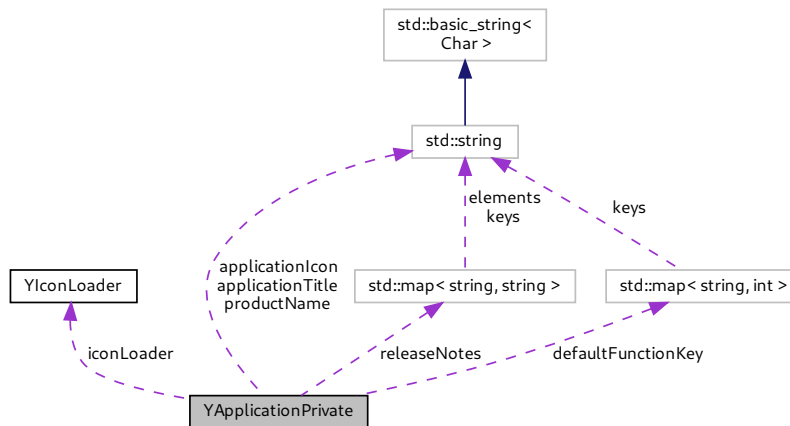 std::basic_string<
Char >
std::string
elements
keys
keys
applicationIcon
applicationTitle
productName
YIconLoader
std::map< string, string >
std::map< string, int >
iconLoader
releaseNotes
defaultFunctionKey
YApplicationPrivate